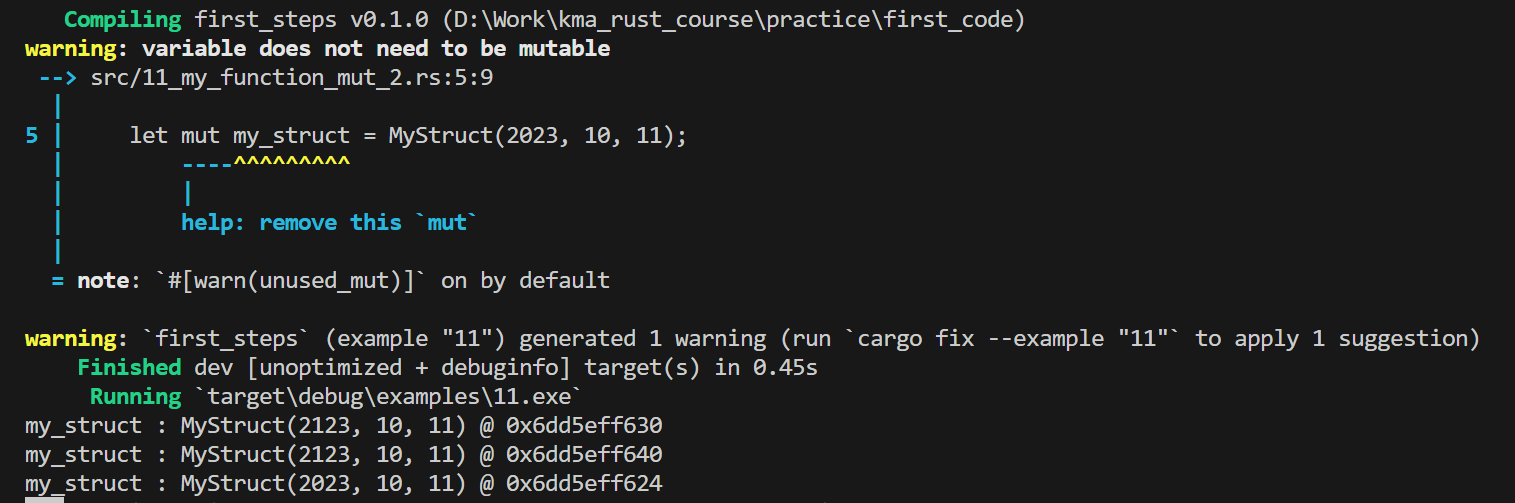 Compiling first_steps v0.1.0 (D:\Work\kma_rust_course\practice\first_code)
warning: variable does not need to be mutable
 --> src/11_my_function_mut_2.rs:5:9
  |
5 |     let mut my_struct = MyStruct(2023, 10, 11);
  |         ----^^^^^^^^^
  |         |
  |         help: remove this `mut`
  |
  = note: `#[warn(unused_mut)]` on by default
warning: `first_steps` (example "11") generated 1 warning (run `cargo fix --example "11"` to apply 1 suggestion)
    Finished dev [unoptimized + debuginfo] target(s) in 0.45s
     Running `target\debug\examples\11.exe`
my_struct : MyStruct(2123, 10, 11) @ 0x6dd5eff630
my_struct : MyStruct(2123, 10, 11) @ 0x6dd5eff640
my_struct : MyStruct(2023, 10, 11) @ 0x6dd5eff624